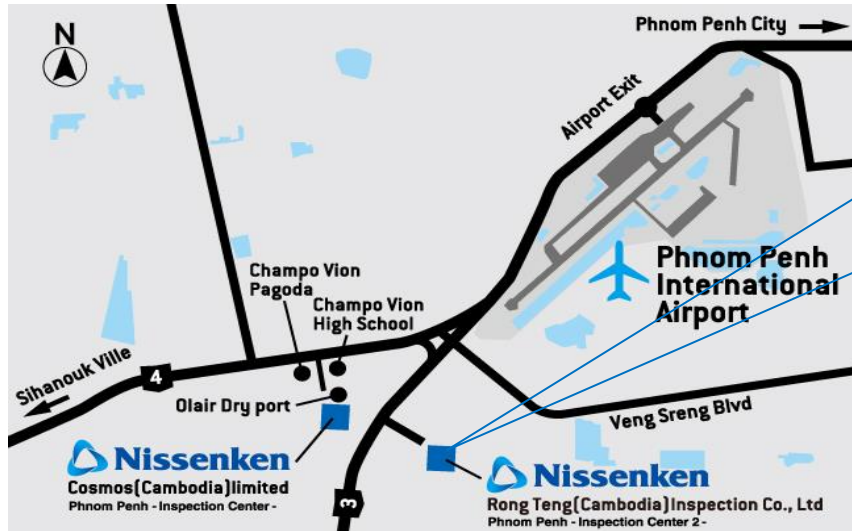 Phnom Penh City
N
Airport Exit
Phnom Penh
International
Airport
Champo Vion
Pagoda
Champo Vion
High School
Sihanouk Ville
4
Olair Dry port
Veng Sreng Blvd
Nissenken
Cosmos(Cambodia)limited
Phnom Penh - Inspection Center -
3
Nissenken
Rong Teng(Cambodia)Inspection Co., Ltd
Phnom Penh - Inspection Center 2 -